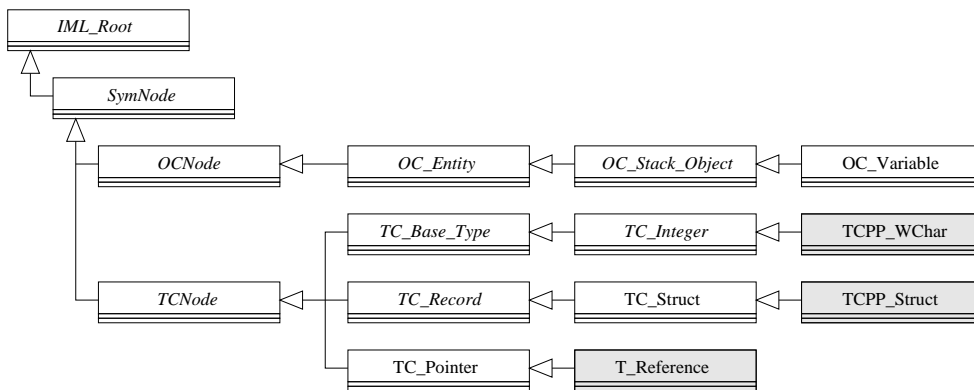 IML_Root
SymNode
OCNode OC_Entity OC_Stack_Object OC_Variable
TC_Base_Type TC_Integer TCPP_WChar
TCNode TC_Record TC_Struct TCPP_Struct
TC_Pointer T_Reference